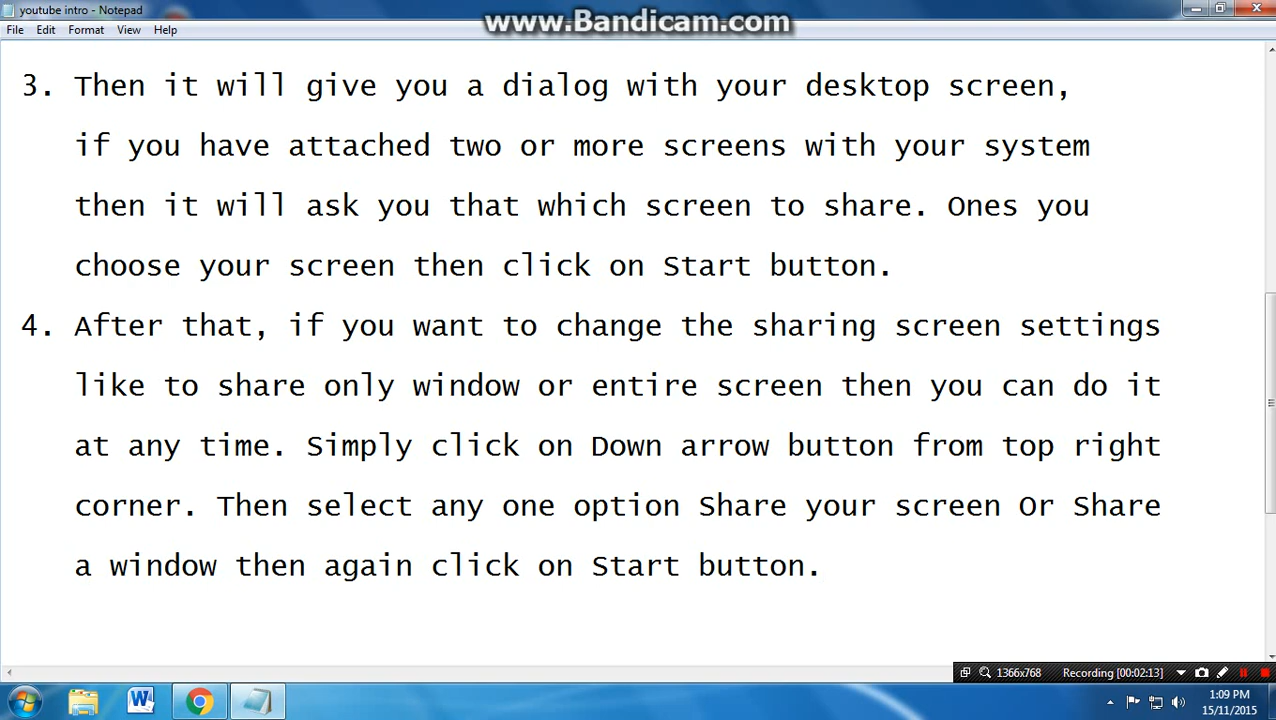 youtube intro - Notepad
www.Bandicam.com
File Edit Format View Help
3. Then it will give you a dialog with your desktop screen,
if you have attached two or more screens with your system
then it will ask you that which screen to share. Ones you
choose your screen then click on Start button.
4. After that, if you want to change the sharing screen settings
like to share only window or entire screen then you can do it
at any time. Simply click on Down arrow button from top right
corner. Then select any one option Share your screen Or Share
a window then again click on Start button.
1366x768 Recording [00:02:13]
W
1:09 PM
15/11/2015